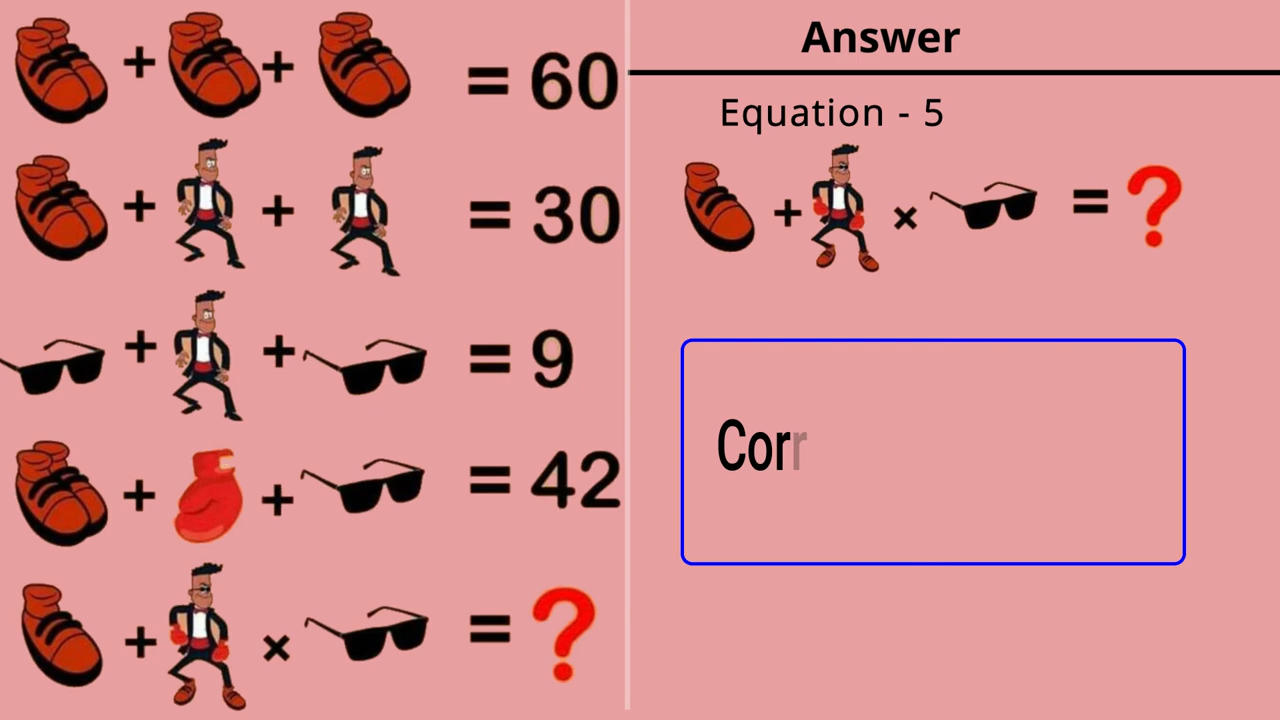 + + = 60
+ + = 30
+ + = 9
+ + = 42
+ × = ?
Answer
Equation - 5
+ × = ?
Corr